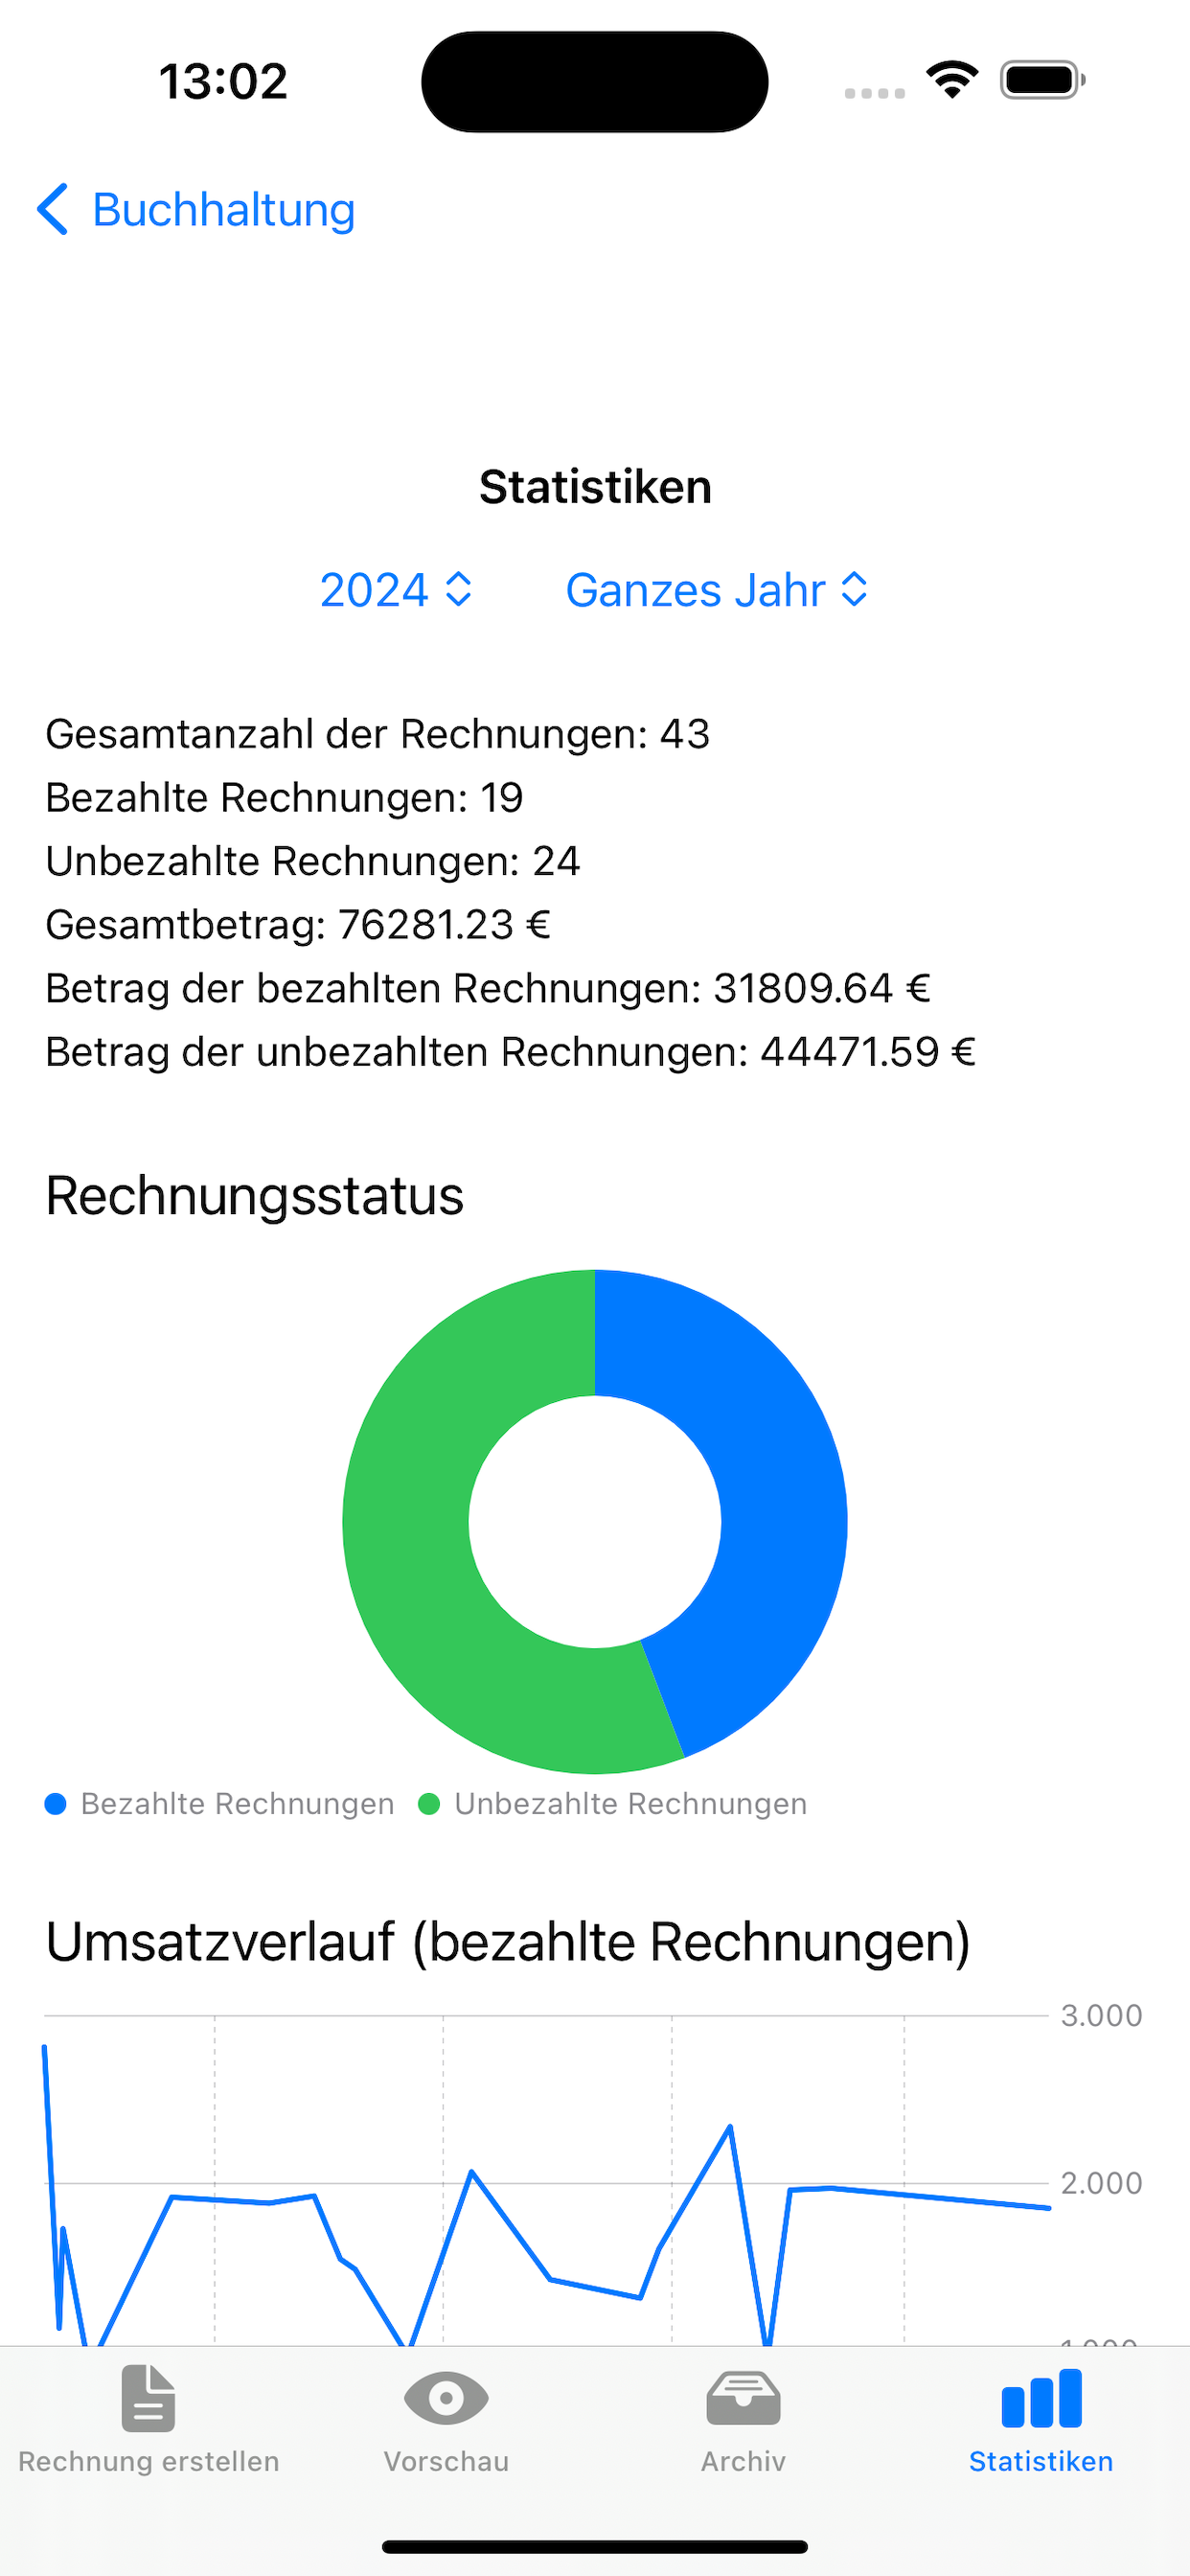 13:02
Buchhaltung
Statistiken
2024 Ganzes Jahr
Gesamtanzahl der Rechnungen: 43
Bezahlte Rechnungen: 19
Unbezahlte Rechnungen: 24
Gesamtbetrag: 76281.23 €
Betrag der bezahlten Rechnungen: 31809.64 €
Betrag der unbezahlten Rechnungen: 44471.59 €
Rechnungsstatus
Bezahlte Rechnungen Unbezahlte Rechnungen
Umsatzverlauf (bezahlte Rechnungen)
3.000
2.000
1.000
Rechnung erstellen Vorschau Archiv Statistiken